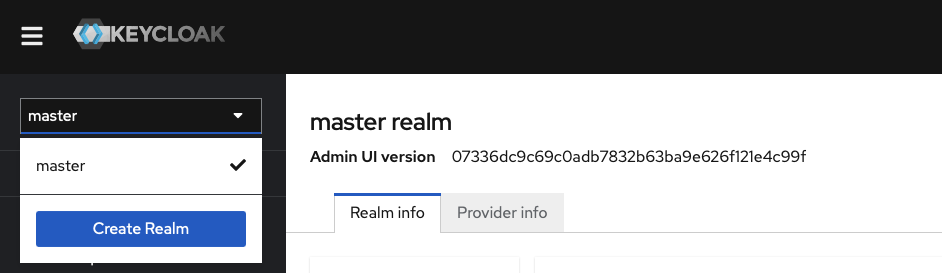 KEYCLOAK
master
master
Create Realm
master realm
Admin UI version 07336dc9c69c0adb7832b63ba9e626f121e4c99f
Realm info Provider info